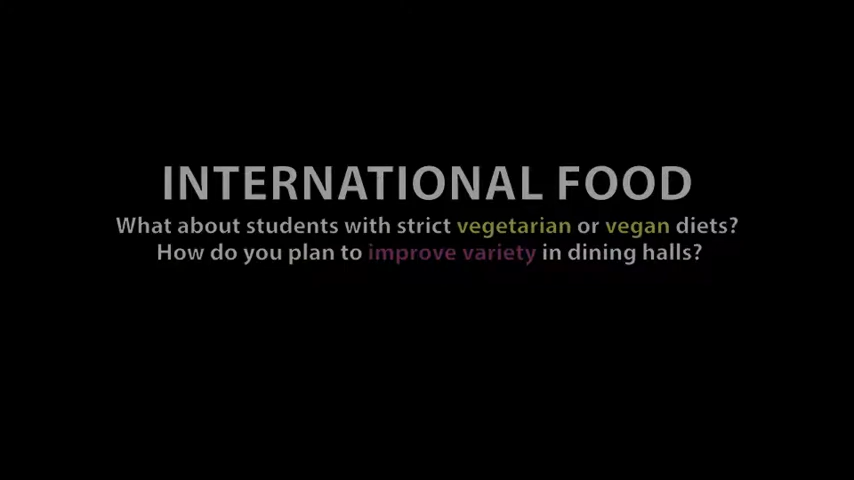 INTERNATIONAL FOOD
What about students with strict vegetarian or vegan diets?
How do you plan to improve variety in dining halls?